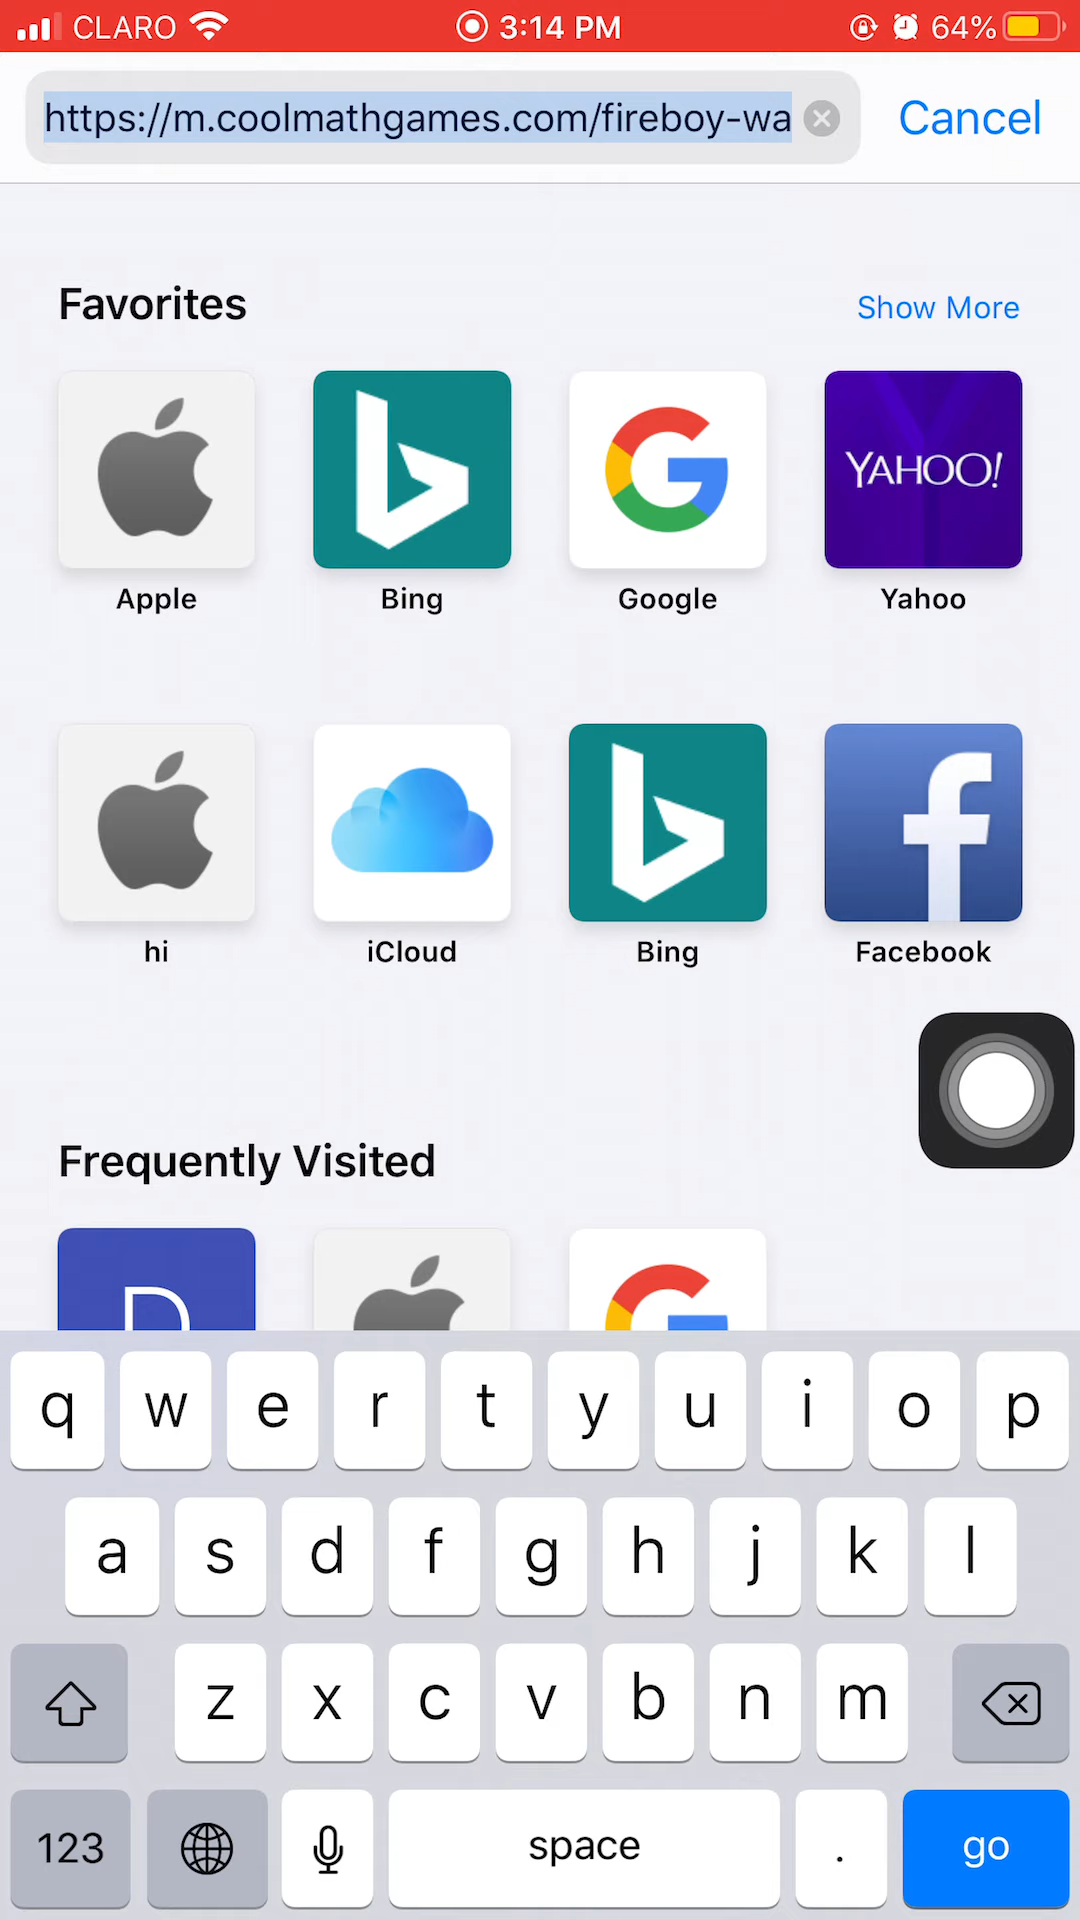 CLARO 3:14 PM 64%
https://m.coolmathgames.com/fireboy-wa Cancel
Favorites Show More
YAHOO!
Apple Bing Google Yahoo
hi iCloud Bing Facebook
Frequently Visited
D
q w e r t y u i o p
a s d f g h j k l
z x c v b n m
123 space . go